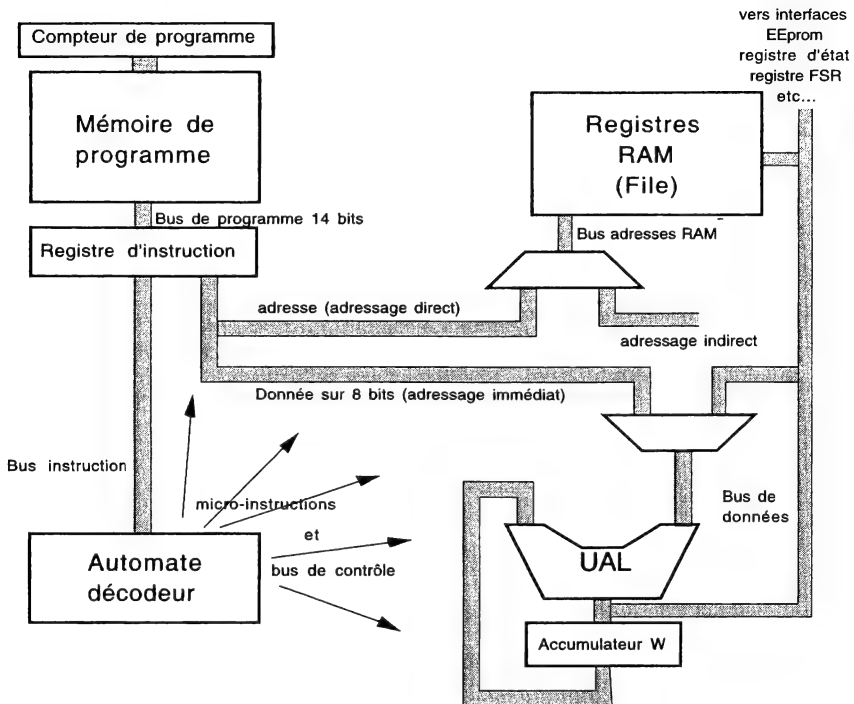 Compteur de programme
Mémoire de
programme
Bus de programme 14 bits
Registre d'instruction
vers interfaces
EEprom
registre d'état
registre FSR
etc...
Registres
RAM
(File)
Bus adresses RAM
adresse (adressage direct)
adressage indirect
Donnée sur 8 bits (adressage immédiat)
Bus instruction
micro-instructions
et
bus de contrôle
Automate
décodeur
Bus de
données
UAL
Accumulateur W